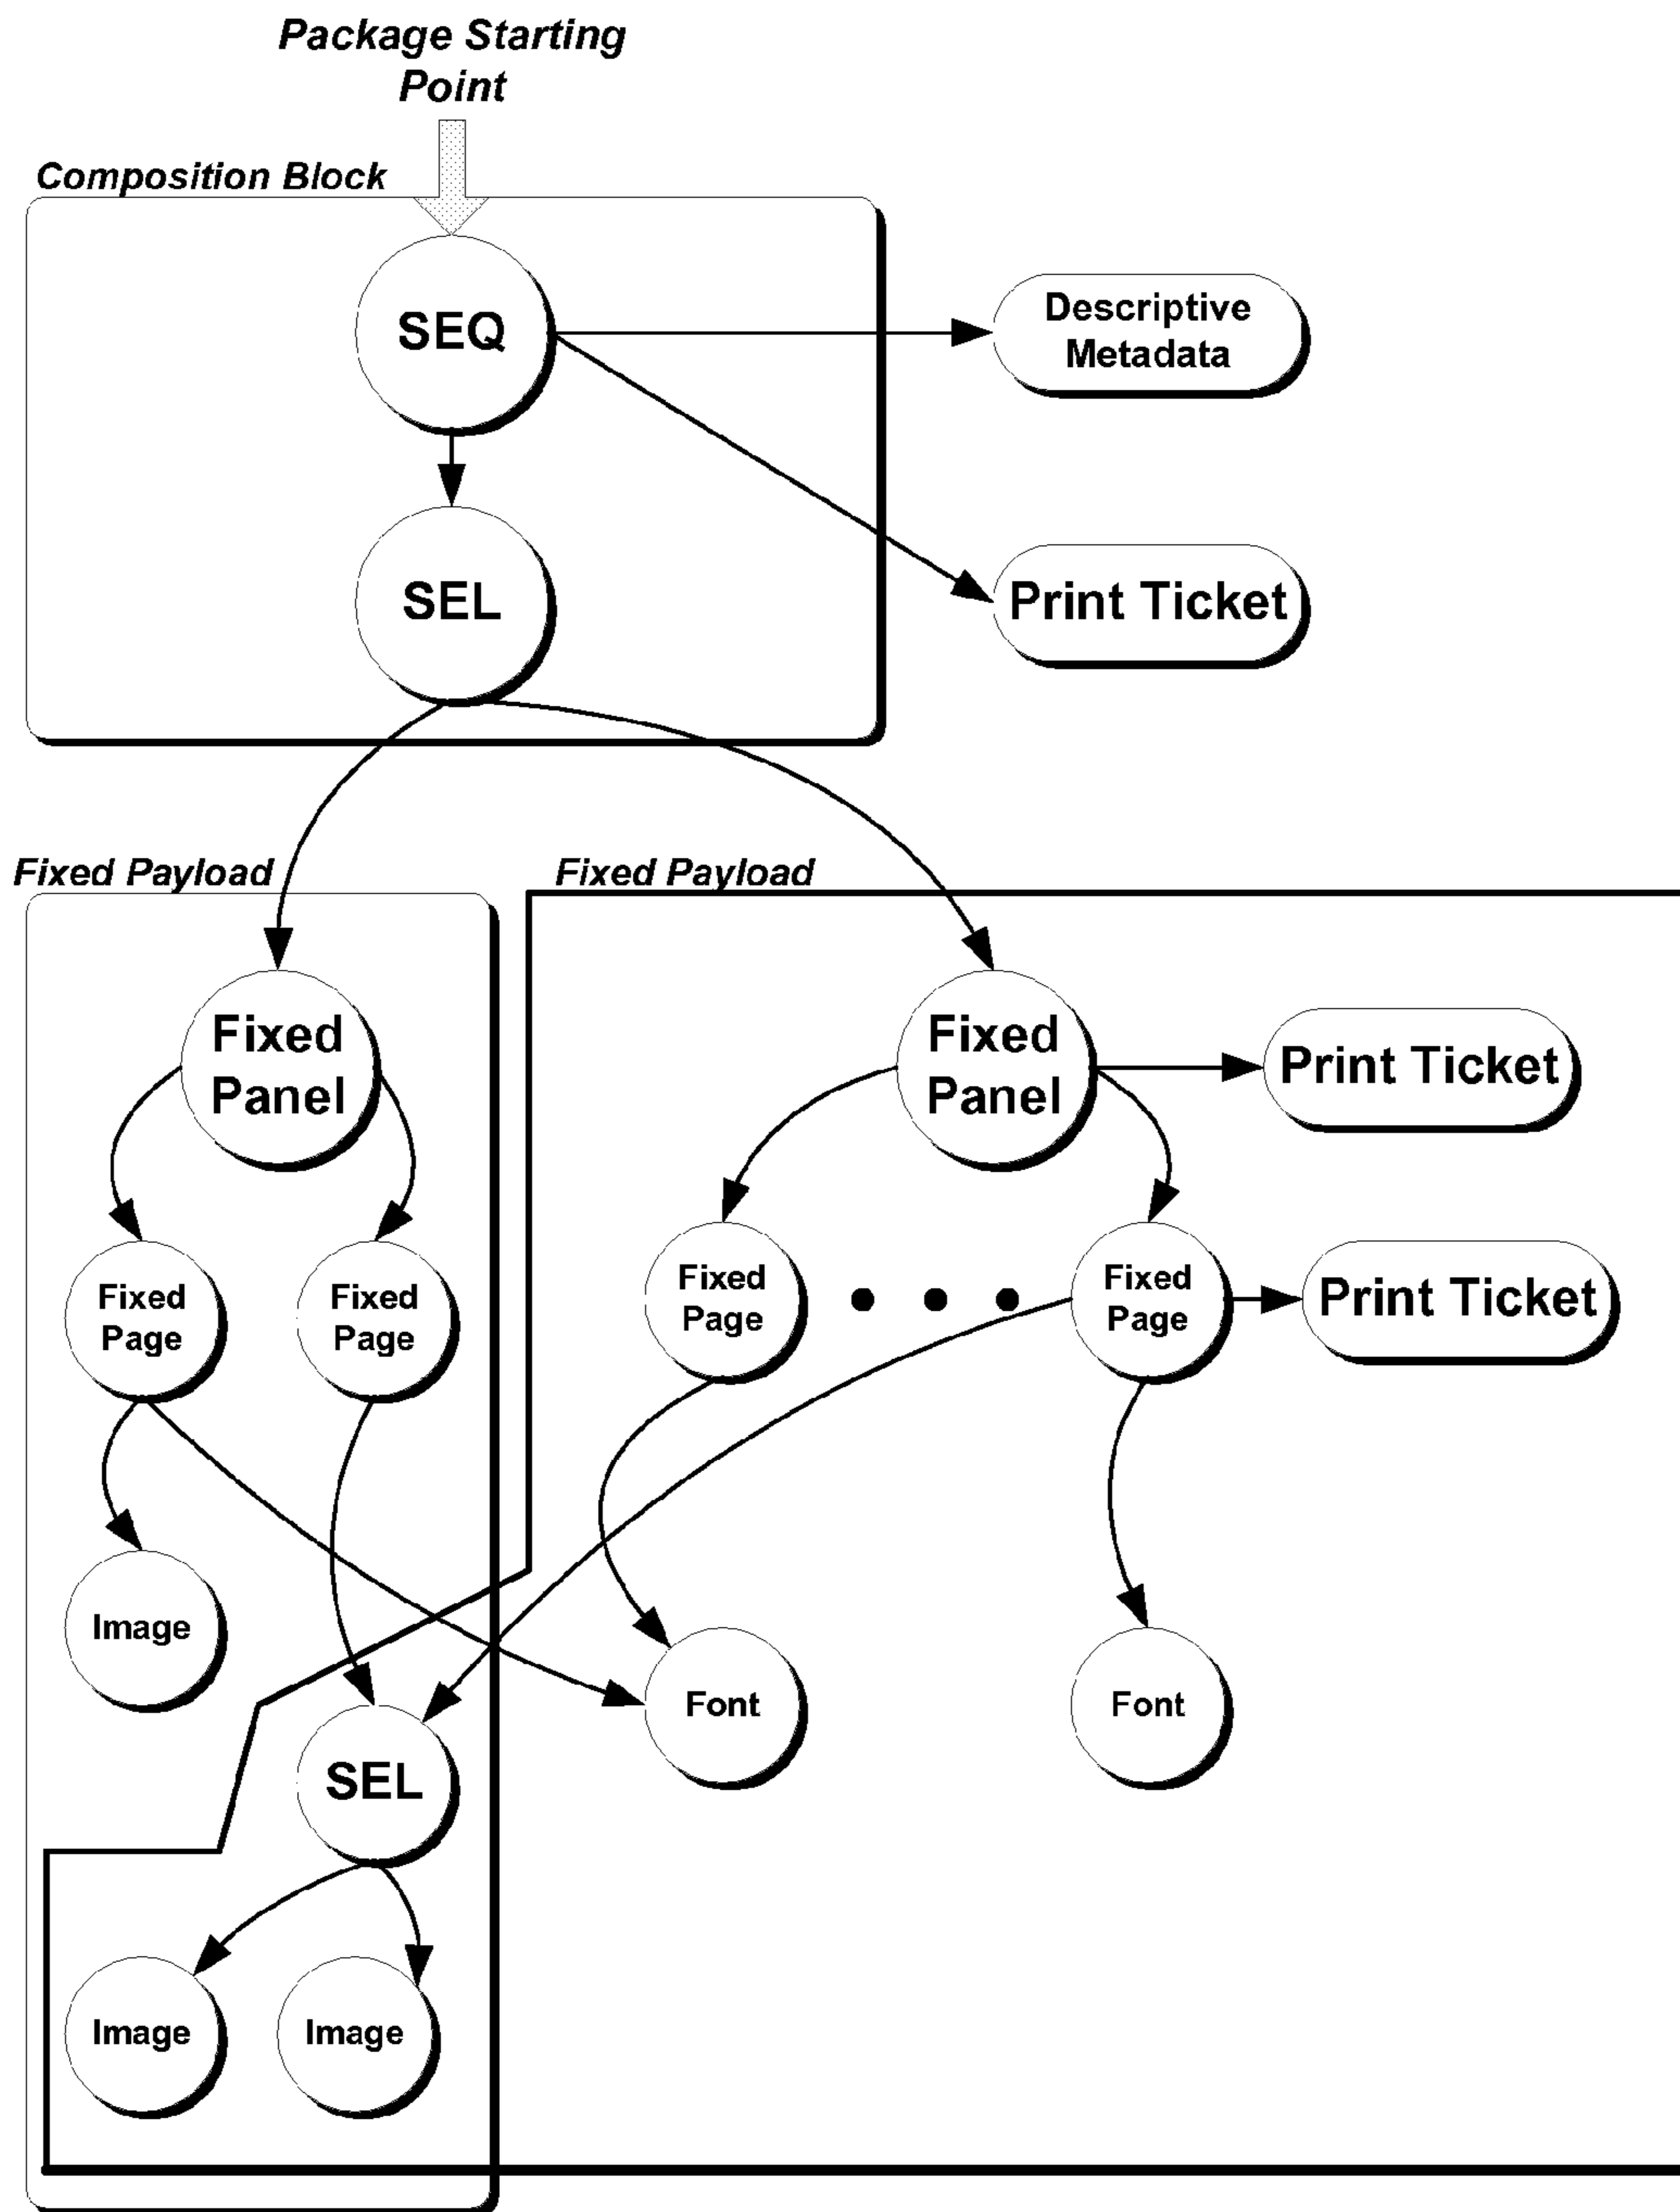 Package Starting
Point
Composition Block
SEQ
Descriptive
Metadata
SEL
Print Ticket
Fixed Payload
Fixed Payload
Fixed
Panel
Fixed
Panel
Print Ticket
Fixed
Page
Fixed
Page
Fixed
Page
Fixed
Page
Print Ticket
Image
Font
Font
SEL
Image
Image